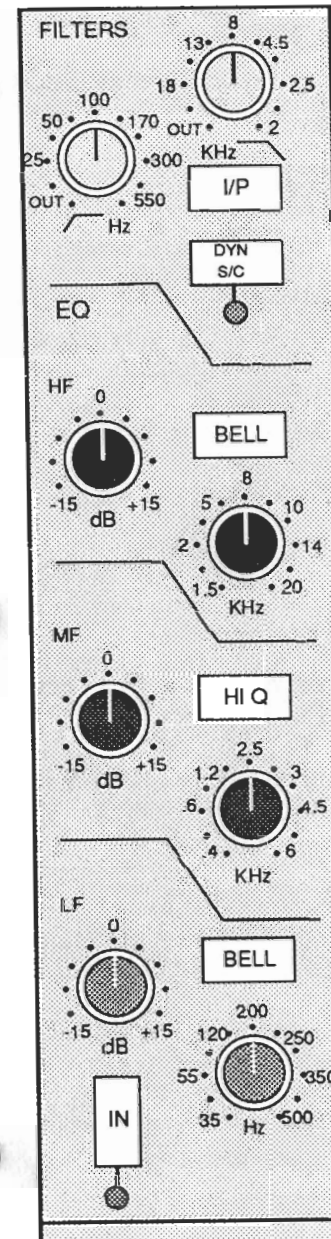 FILTERS
8
13 4.5
18 2.5
OUT 2
KHz
100
50 170
25 300
OUT 550
Hz
I/P
DYN
S/C
EQ
HF
0
-15 +15
dB
BELL
8
5 10
2 14
1.5 20
KHz
MF
0
-15 +15
dB
HI Q
2.5
1.2 3
.6 4.5
.4 6
KHz
LF
0
-15 +15
dB
BELL
200
120 250
55 350
35 500
Hz
IN